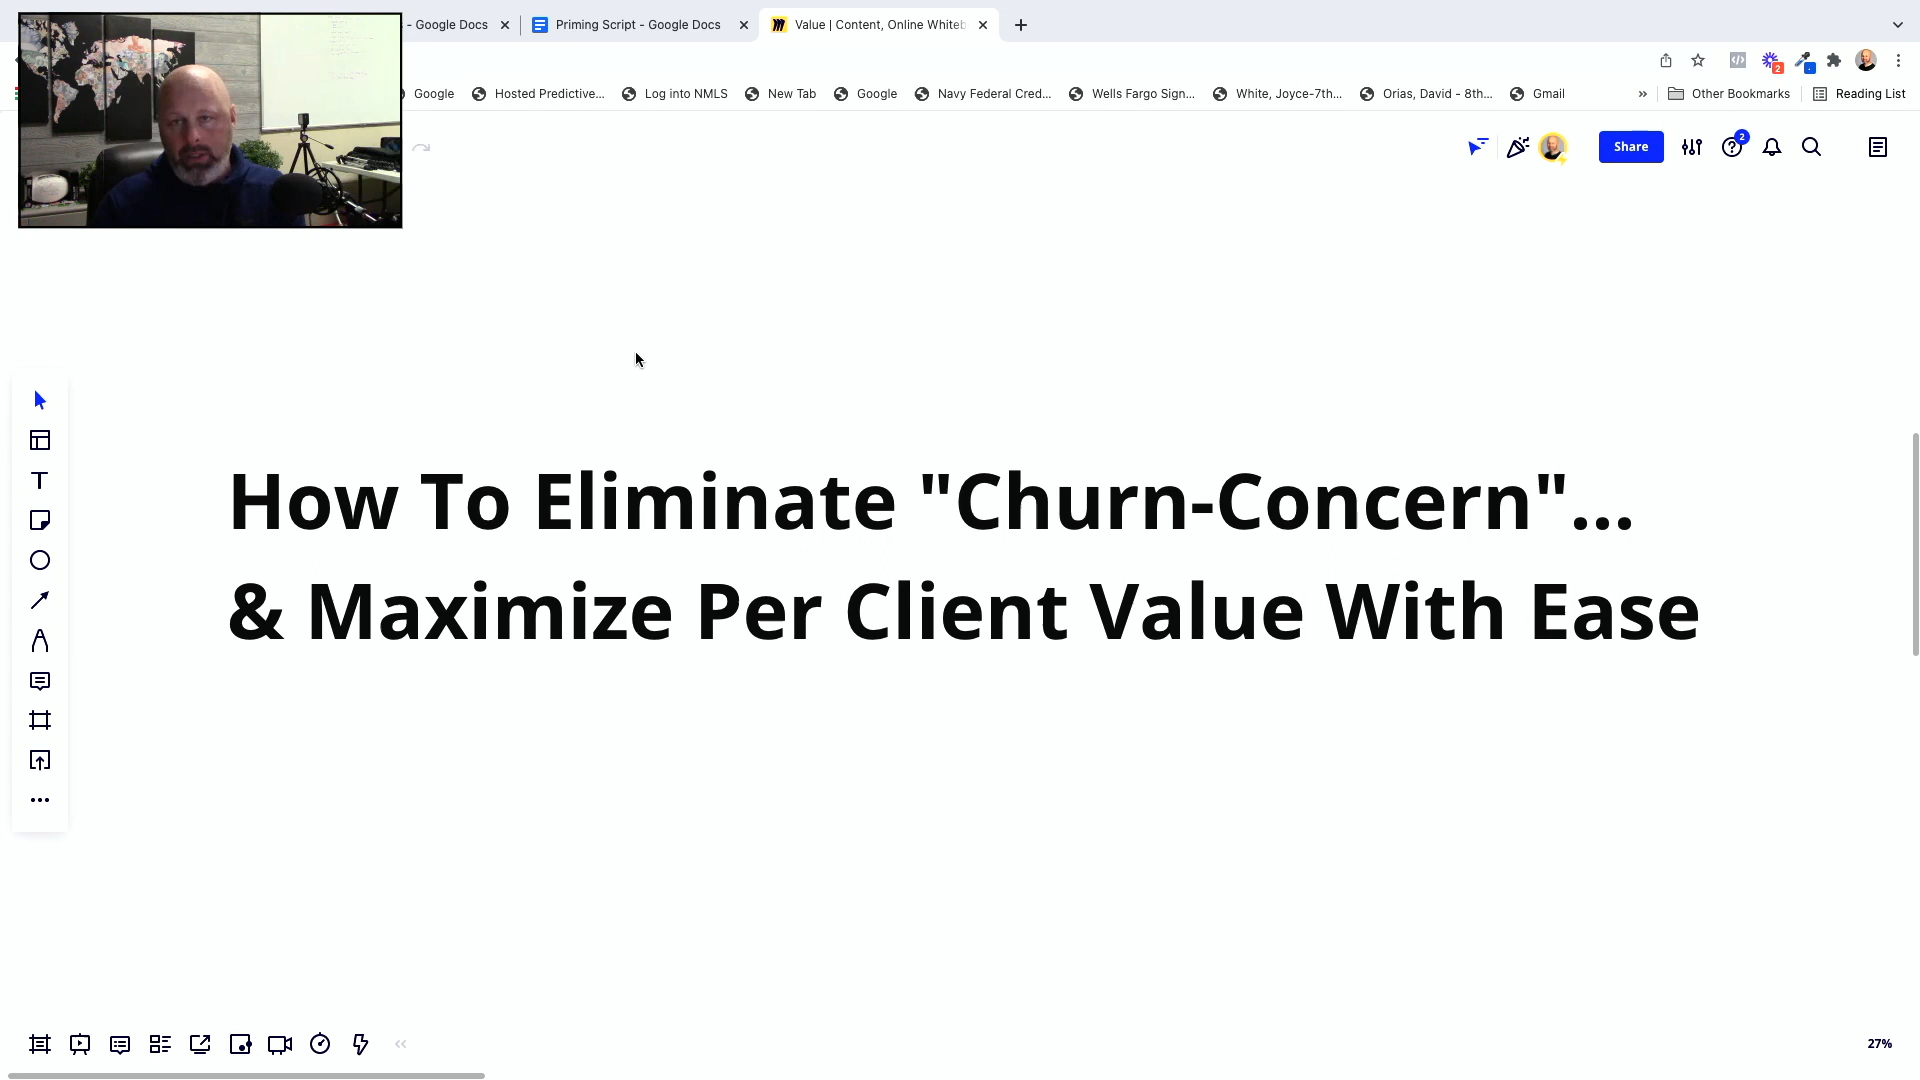 - Google Docs
Priming Script - Google Docs
Value | Content, Online Whiteb
Google
Hosted Predictive...
Log into NMLS
New Tab
Google
Navy Federal Cred...
Wells Fargo Sign...
White, Joyce-7th...
Orias, David - 8th...
Gmail
»
Other Bookmarks
Reading List
2
Share
2
How To Eliminate "Churn-Concern"...
& Maximize Per Client Value With Ease
27%